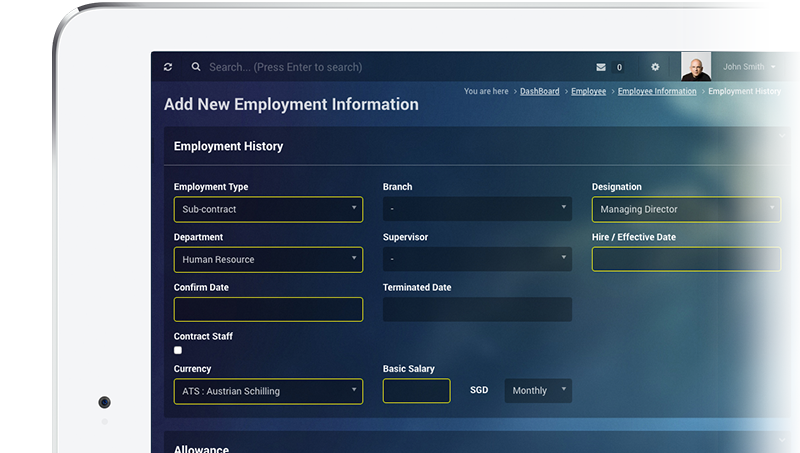 Search... (Press Enter to search) 0 John Smith
You are here > DashBoard > Employee > Employee Information > Employment History
Add New Employment Information
Employment History
Employment Type Branch Designation
Sub-contract - Managing Director
Department Supervisor Hire / Effective Date
Human Resource -
Confirm Date Terminated Date
Contract Staff
Currency Basic Salary
ATS : Austrian Schilling SGD Monthly
Allowance